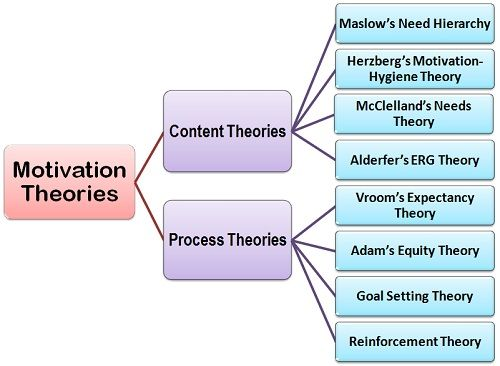 Motivation
Theories
Content Theories
Maslow's Need Hierarchy
Herzberg's Motivation-
Hygiene Theory
McClelland's Needs
Theory
Alderfer's ERG Theory
Process Theories
Vroom's Expectancy
Theory
Adam's Equity Theory
Goal Setting Theory
Reinforcement Theory